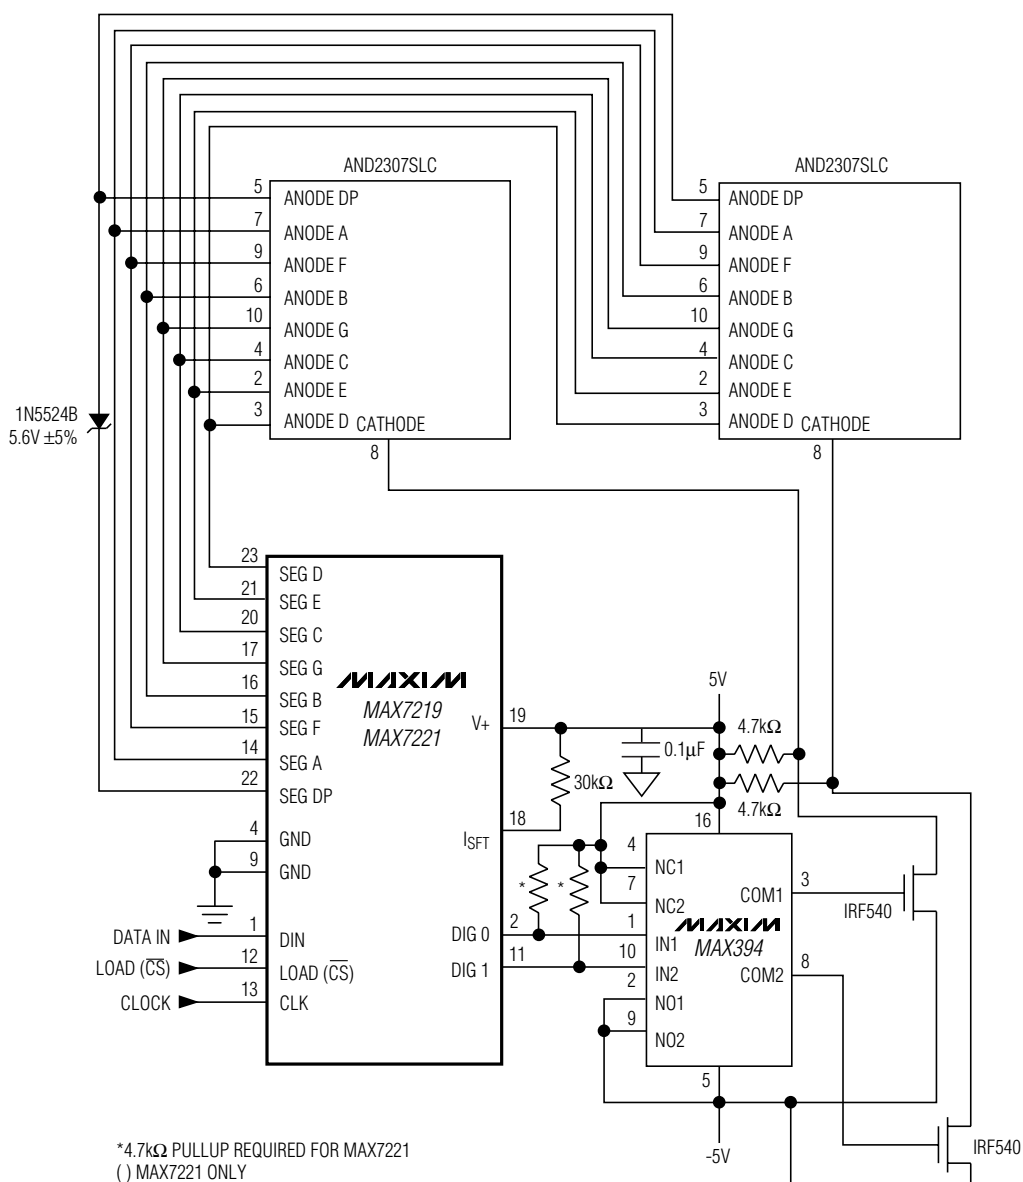 AND2307SLC
AND2307SLC
5 ANODE DP
7 ANODE A
9 ANODE F
6 ANODE B
10 ANODE G
4 ANODE C
2 ANODE E
3 ANODE D
CATHODE
8
5 ANODE DP
7 ANODE A
9 ANODE F
6 ANODE B
10 ANODE G
4 ANODE C
2 ANODE E
3 ANODE D
CATHODE
8
1N5524B
5.6V ±5%
23 SEG D
21 SEG E
20 SEG C
17 SEG G
16 SEG B
15 SEG F
14 SEG A
22 SEG DP
4 GND
9 GND
DATA IN 1 DIN
LOAD (C̅S̅) 12 LOAD (C̅S̅)
CLOCK 13 CLK
MAXIM
MAX7219
MAX7221
V+ 19
ISFT 18
DIG 0 2
DIG 1 11
30kΩ
0.1µF
5V
4.7kΩ
4.7kΩ
*
*
16
4 NC1
7 NC2
1 IN1
10 IN2
2 NO1
9 NO2
MAXIM
MAX394
COM1 3
COM2 8
5
-5V
IRF540
IRF540
*4.7kΩ PULLUP REQUIRED FOR MAX7221
( ) MAX7221 ONLY